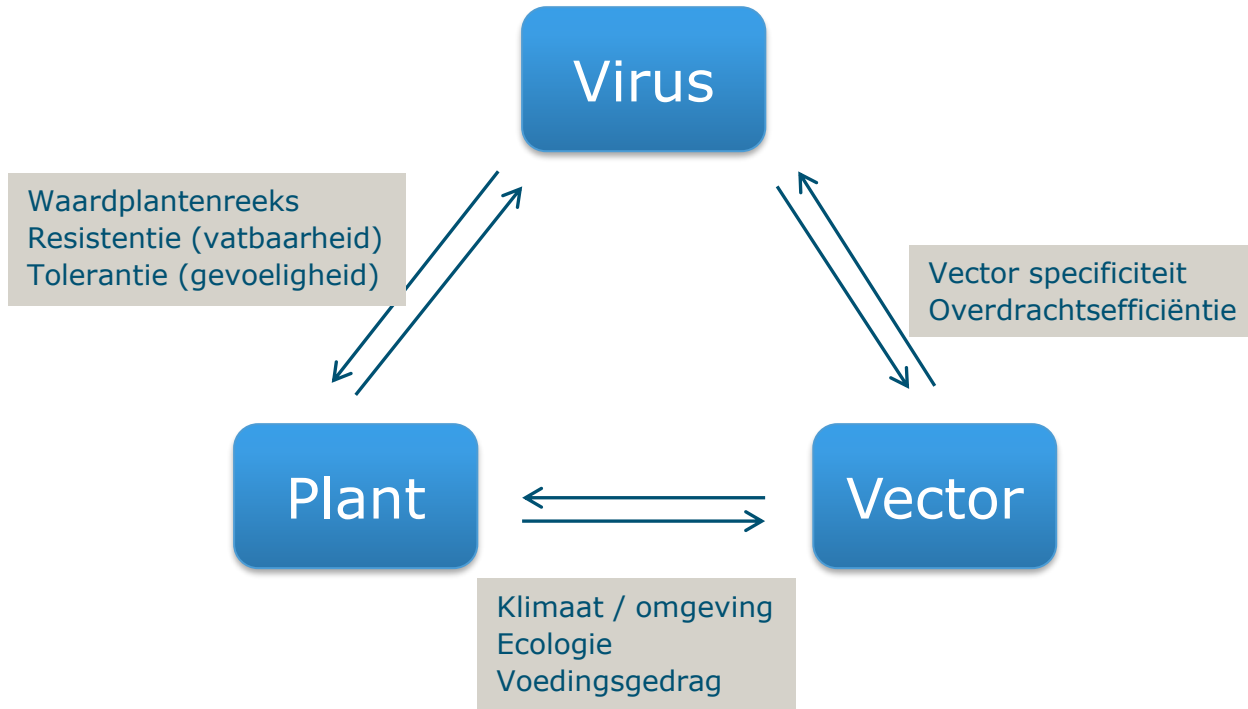 Virus
Waardplantenreeks
Resistentie (vatbaarheid)
Tolerantie (gevoeligheid)
Vector specificiteit
Overdrachtsefficiëntie
Plant
Vector
Klimaat / omgeving
Ecologie
Voedingsgedrag